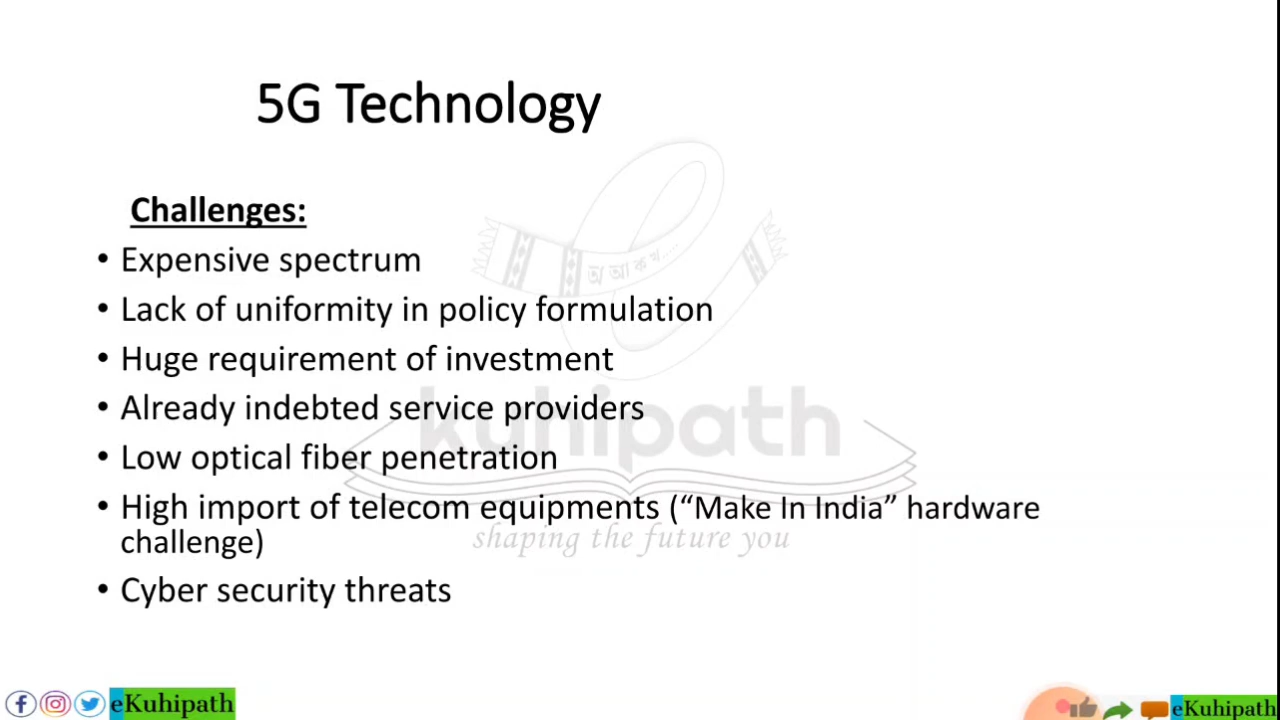 5G Technology
অ আ ক খ....
Challenges:
• Expensive spectrum
• Lack of uniformity in policy formulation
• Huge requirement of investment
• Already indebted service providers
kuhipath
• Low optical fiber penetration
• High import of telecom equipments (“Make In India” hardware
challenge)
shaping the future you
• Cyber security threats
eKuhipath
eKuhipath